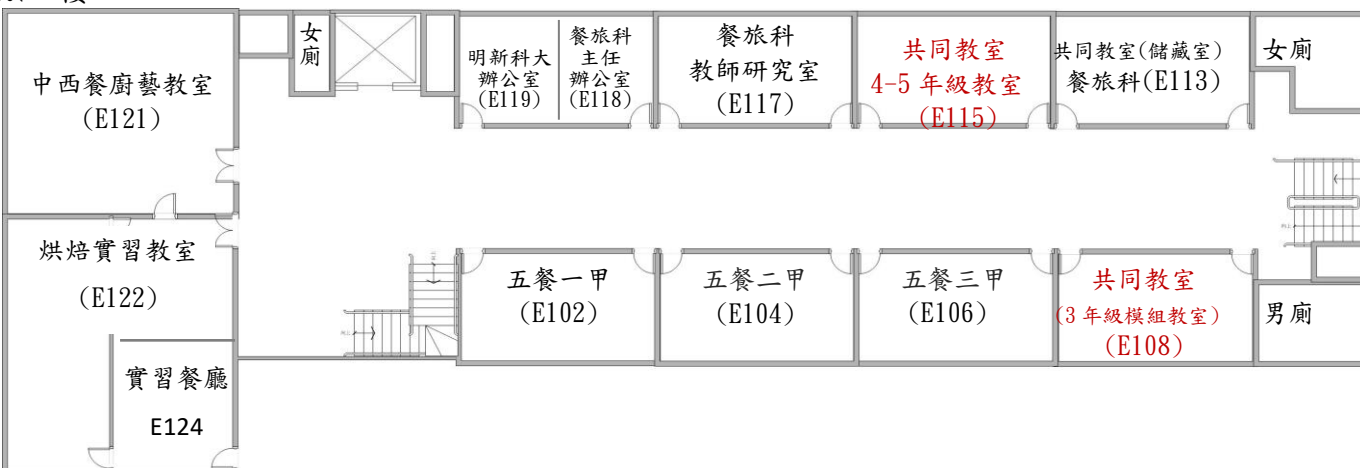 樓
中西餐廚藝教室
(E121)
女
廁
明新科大
辦公室
(E119)
餐旅科
主任
辦公室
(E118)
餐旅科
教師研究室
(E117)
共同教室
4-5 年級教室
(E115)
共同教室(儲藏室)
餐旅科(E113)
女廁
烘焙實習教室
(E122)
五餐一甲
(E102)
五餐二甲
(E104)
五餐三甲
(E106)
共同教室
(3 年級模組教室)
(E108)
男廁
實習餐廳
E124